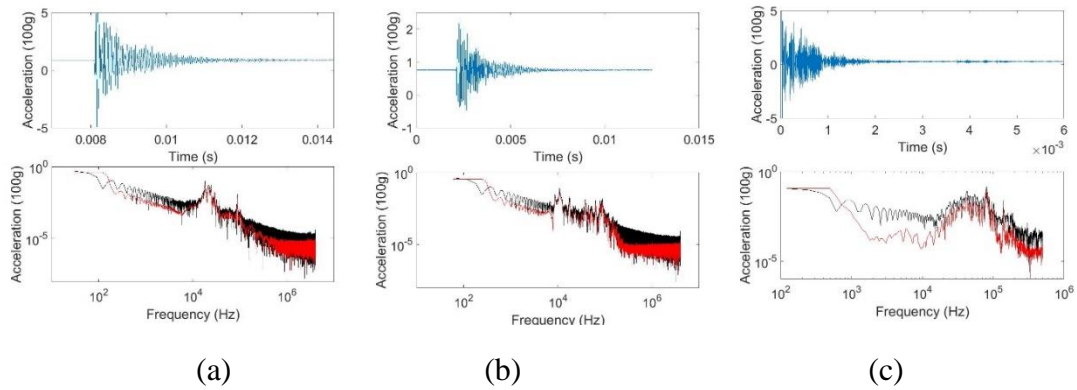 Acceleration (100g)
5
0
-5
0.008 0.01 0.012 0.014
Time (s)
Acceleration (100g)
2
1
0
-1
0 0.005 0.01 0.015
Time (s)
Acceleration (100g)
5
0
-5
0 1 2 3 4 5 6
Time (s) ×10⁻³
Acceleration (100g)
10⁰
10⁻⁵
10² 10⁴ 10⁶
Frequency (Hz)
Acceleration (100g)
10⁰
10⁻⁵
10² 10⁴ 10⁶
Frequency (Hz)
Acceleration (100g)
10⁰
10⁻⁵
10² 10³ 10⁴ 10⁵ 10⁶
Frequency (Hz)
(a) (b) (c)